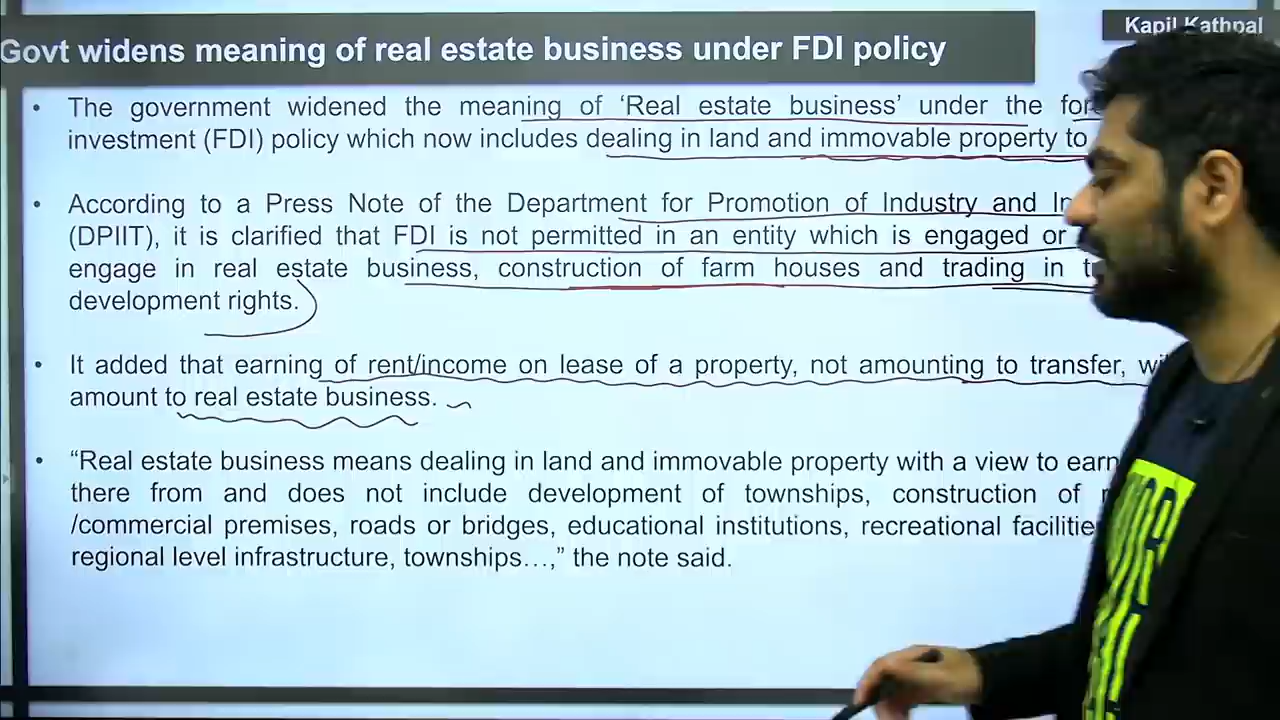 Govt widens meaning of real estate business under FDI policy
Kapil Kathpal
• The government widened the meaning of ‘Real estate business’ under the
investment (FDI) policy which now includes dealing in land and immovable property to
• According to a Press Note of the Department for Promotion of Industry and
(DPIIT), it is clarified that FDI is not permitted in an entity which is engaged or
engage in real estate business, construction of farm houses and trading in
development rights.
• It added that earning of rent/income on lease of a property, not amounting to transfer,
amount to real estate business.
• “Real estate business means dealing in land and immovable property with a view to earn
there from and does not include development of townships, construction of
/commercial premises, roads or bridges, educational institutions, recreational
regional level infrastructure, townships…,” the note said.